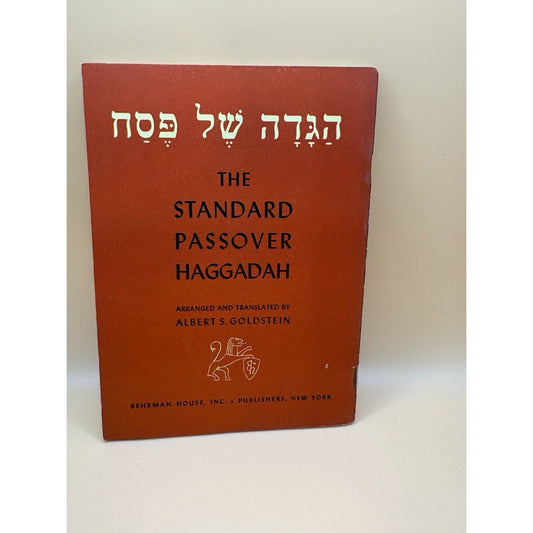 הַגָּדָה שֶׁל פֶּסַח
THE
STANDARD
PASSOVER
HAGGADAH
ARRANGED AND TRANSLATED BY
ALBERT S. GOLDSTEIN
BEHRMAN HOUSE, INC. • PUBLISHERS, NEW YORK